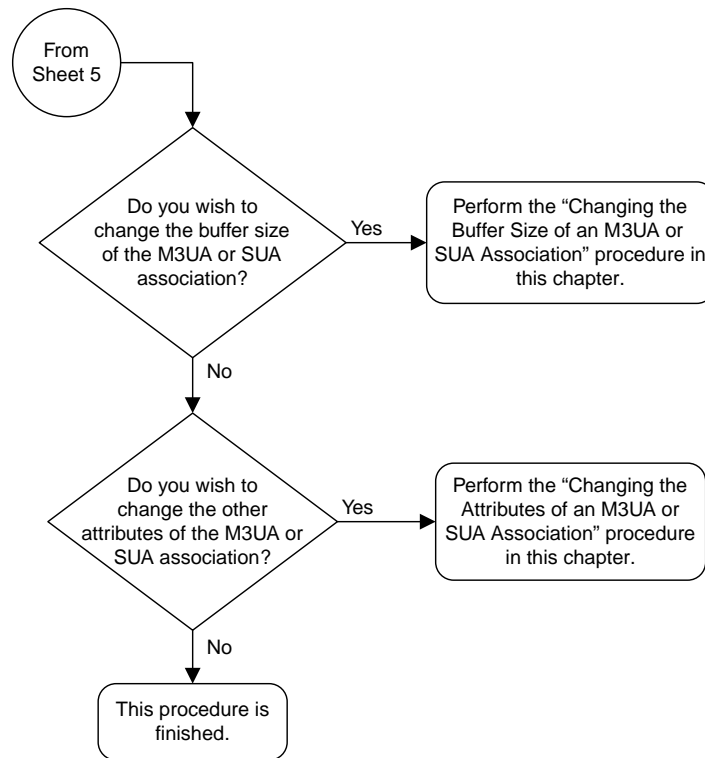 From
Sheet 5
Do you wish to
change the buffer size
of the M3UA or SUA
association?
Yes
Perform the “Changing the
Buffer Size of an M3UA or
SUA Association” procedure in
this chapter.
No
Do you wish to
change the other
attributes of the M3UA or
SUA association?
Yes
Perform the “Changing the
Attributes of an M3UA or
SUA Association” procedure
in this chapter.
No
This procedure is
finished.